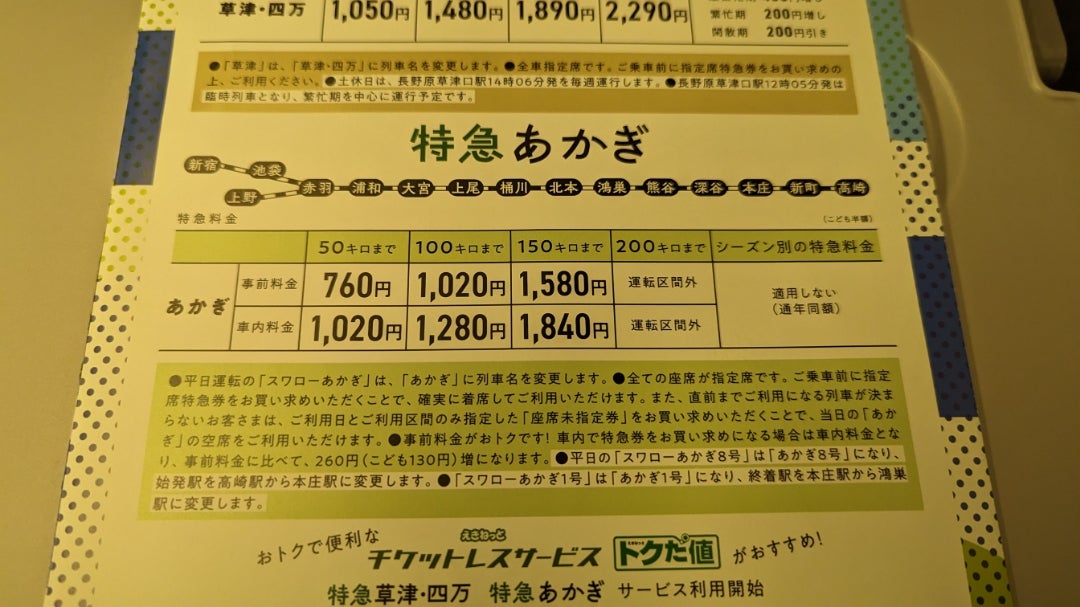 草津・四万 1,050円 1,480円 1,890円 2,290円
繁忙期 200円増し
閑散期 200円引き
●「草津」は、「草津・四万」に列車名を変更します。●全車指定席です。ご乗車前に指定席特急券をお買い求めの
上、ご利用ください。●土休日は、長野原草津口駅14時06分発を毎週運行します。●長野原草津口駅12時05分発は
臨時列車となり、繁忙期を中心に運行予定です。
特急あかぎ
新宿 池袋
上野
赤羽 浦和 大宮 上尾 桶川 北本 鴻巣 熊谷 深谷 本庄 新町 高崎
特急料金 (こども半額)
50キロまで 100キロまで 150キロまで 200キロまで シーズン別の特急料金
あかぎ
事前料金 760円 1,020円 1,580円 運転区間外
車内料金 1,020円 1,280円 1,840円 運転区間外
適用しない
(通年同額)
●平日運転の「スワローあかぎ」は、「あかぎ」に列車名を変更します。●全ての座席が指定席です。ご乗車前に指定
席特急券をお買い求めいただくことで、確実に着席してご利用いただけます。また、直前までご利用になる列車が決ま
らないお客さまは、ご利用日とご利用区間のみ指定した「座席未指定券」をお買い求めいただくことで、当日の「あか
ぎ」の空席をご利用いただけます。●事前料金がおトクです!車内で特急券をお買い求めになる場合は車内料金とな
り、事前料金に比べて、260円(こども130円)増になります。●平日の「スワローあかぎ8号」は「あかぎ8号」になり、
始発駅を高崎駅から本庄駅に変更します。●「スワローあかぎ1号」は「あかぎ1号」になり、終着駅を本庄駅から鴻巣
駅に変更します。
おトクで便利な えきねっと チケットレスサービス えきねっと トクだ値 がおすすめ!
特急草津・四万 特急あかぎ サービス利用開始